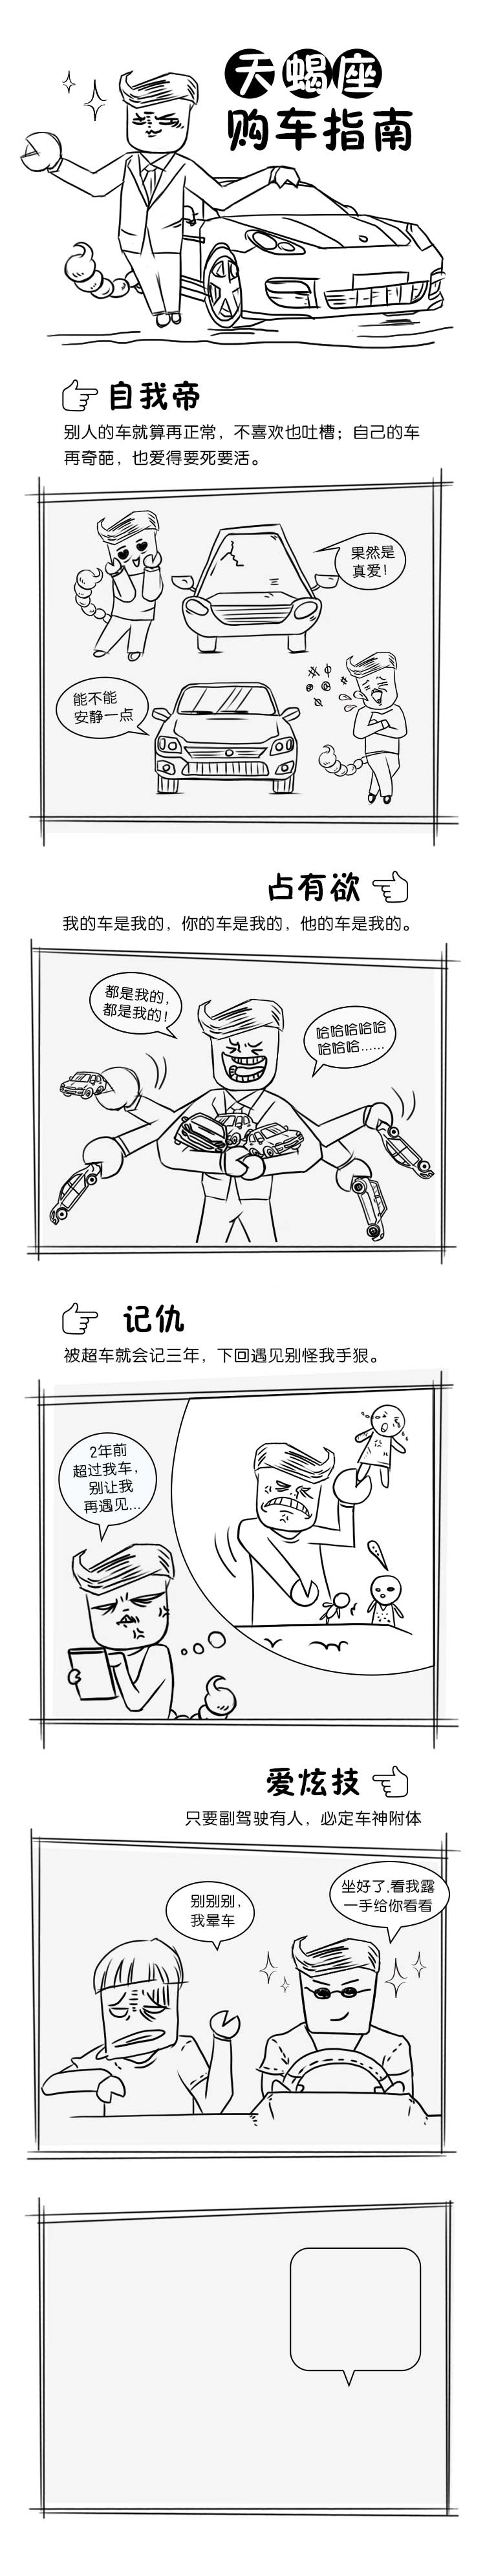 天蝎座
购车指南
自我帝
别人的车就算再正常，不喜欢也吐槽；自己的车
再奇葩，也爱得要死要活。
果然是
真爱！
能不能
安静一点
占有欲
我的车是我的，你的车是我的，他的车是我的。
都是我的，
都是我的！
哈哈哈哈哈
哈哈哈……
记仇
被超车就会记三年，下回遇见别怪我手狠。
2年前
超过我车，
别让我
再遇见...
爱炫技
只要副驾驶有人，必定车神附体
别别别，
我晕车
坐好了,看我露
一手给你看看